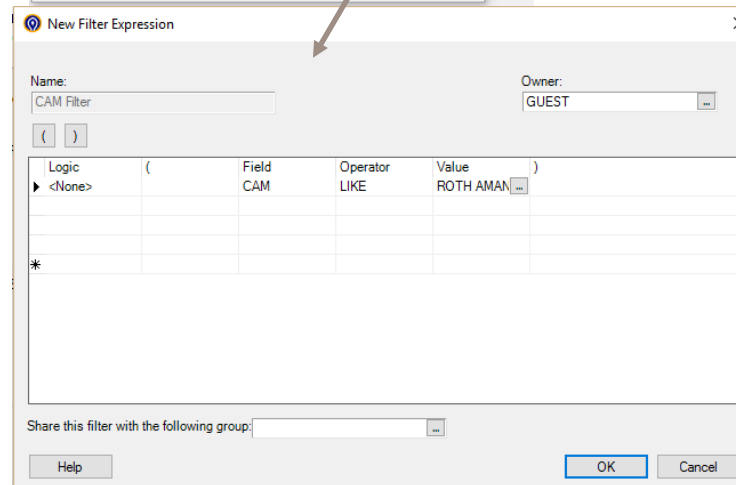 New Filter Expression
Name:
Owner:
CAM Filter
GUEST
...
( )
Logic ( Field Operator Value )
<None> CAM LIKE ROTH AMAN ...
*
Share this filter with the following group:
...
Help
OK
Cancel